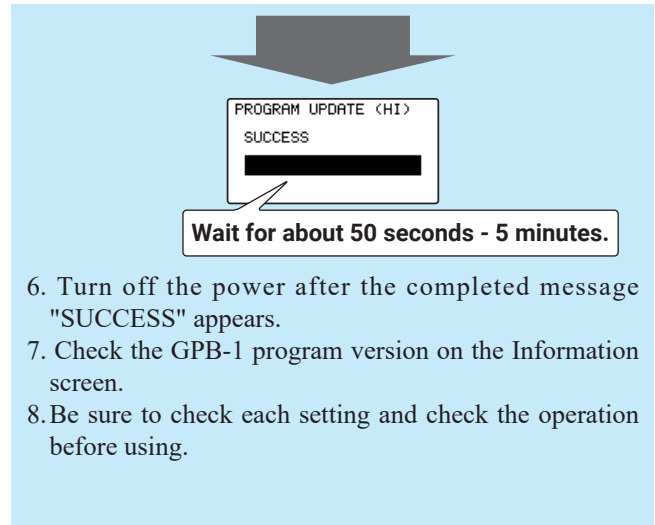 PROGRAM UPDATE (HI)
SUCCESS
Wait for about 50 seconds - 5 minutes.
6. Turn off the power after the completed message
"SUCCESS" appears.
7. Check the GPB-1 program version on the Information
screen.
8.Be sure to check each setting and check the operation
before using.